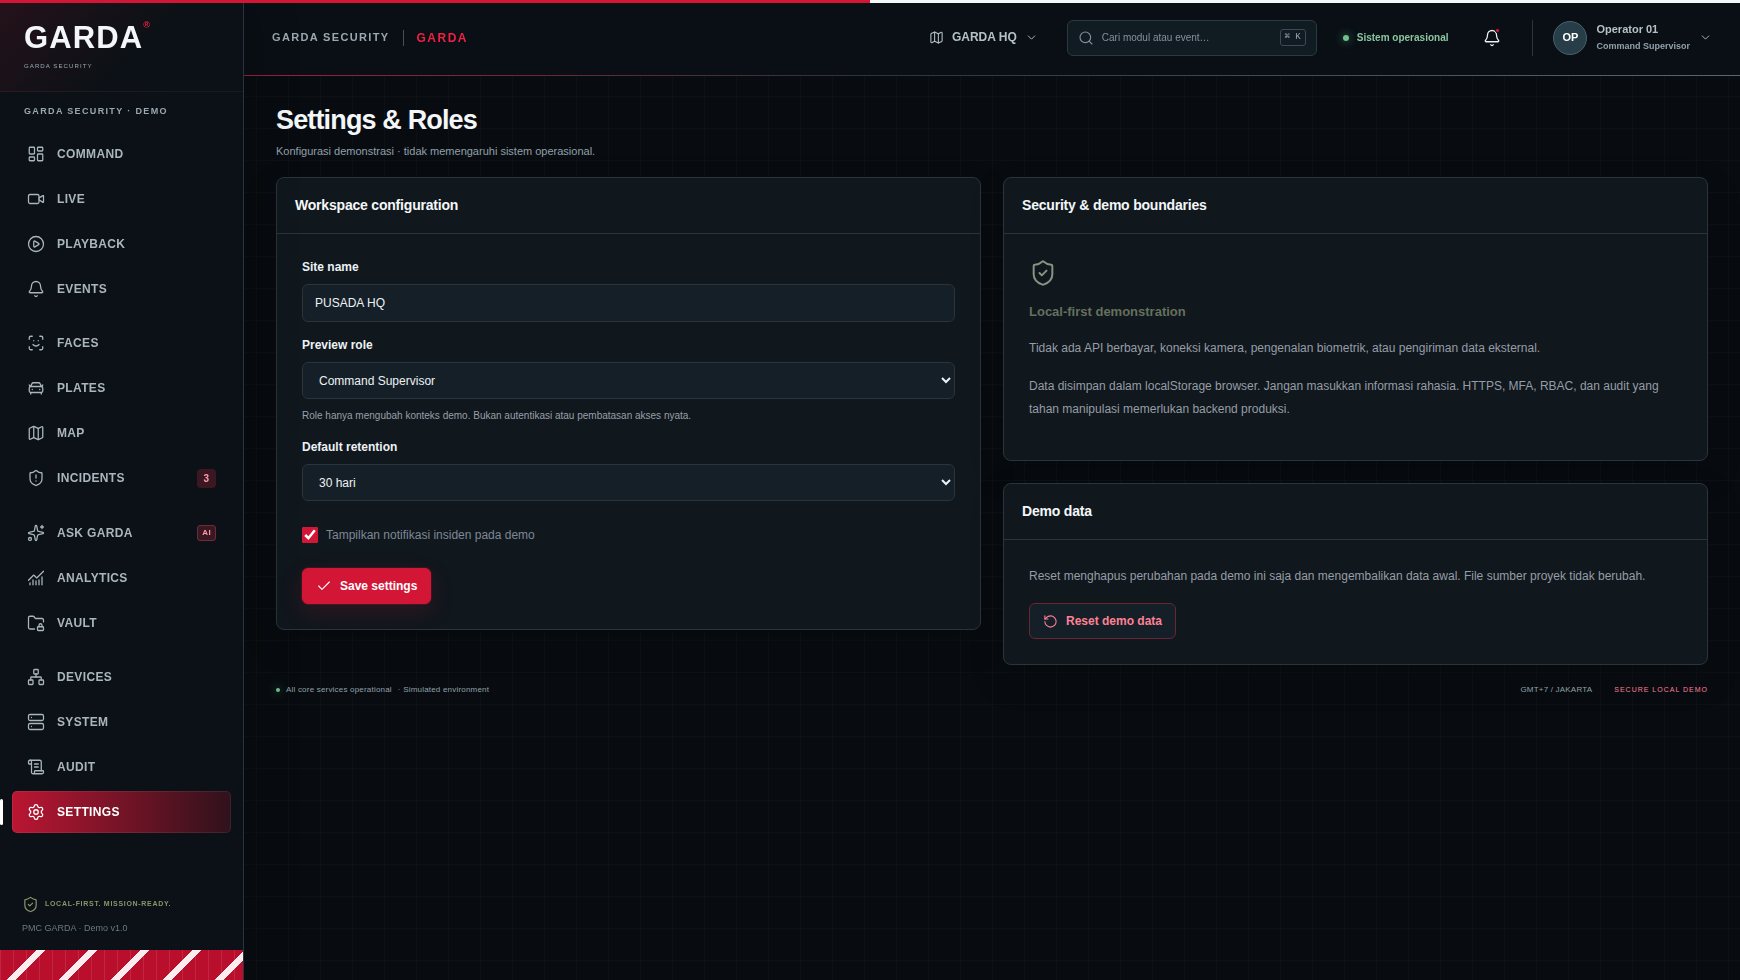 GARDA®
GARDA SECURITY
GARDA SECURITY · DEMO
COMMAND
LIVE
PLAYBACK
EVENTS
FACES
PLATES
MAP
INCIDENTS 3
ASK GARDA AI
ANALYTICS
VAULT
DEVICES
SYSTEM
AUDIT
SETTINGS
LOCAL-FIRST. MISSION-READY.
PMC GARDA · Demo v1.0
GARDA SECURITY GARDA
GARDA HQ
Cari modul atau event... ⌘ K
Sistem operasional
OP
Operator 01
Command Supervisor
Settings & Roles
Konfigurasi demonstrasi · tidak memengaruhi sistem operasional.
Workspace configuration
Site name
PUSADA HQ
Preview role
Command Supervisor
Role hanya mengubah konteks demo. Bukan autentikasi atau pembatasan akses nyata.
Default retention
30 hari
Tampilkan notifikasi insiden pada demo
Save settings
Security & demo boundaries
Local-first demonstration
Tidak ada API berbayar, koneksi kamera, pengenalan biometrik, atau pengiriman data eksternal.
Data disimpan dalam localStorage browser. Jangan masukkan informasi rahasia. HTTPS, MFA, RBAC, dan audit yang
tahan manipulasi memerlukan backend produksi.
Demo data
Reset menghapus perubahan pada demo ini saja dan mengembalikan data awal. File sumber proyek tidak berubah.
Reset demo data
All core services operational · Simulated environment
GMT+7 / JAKARTA SECURE LOCAL DEMO